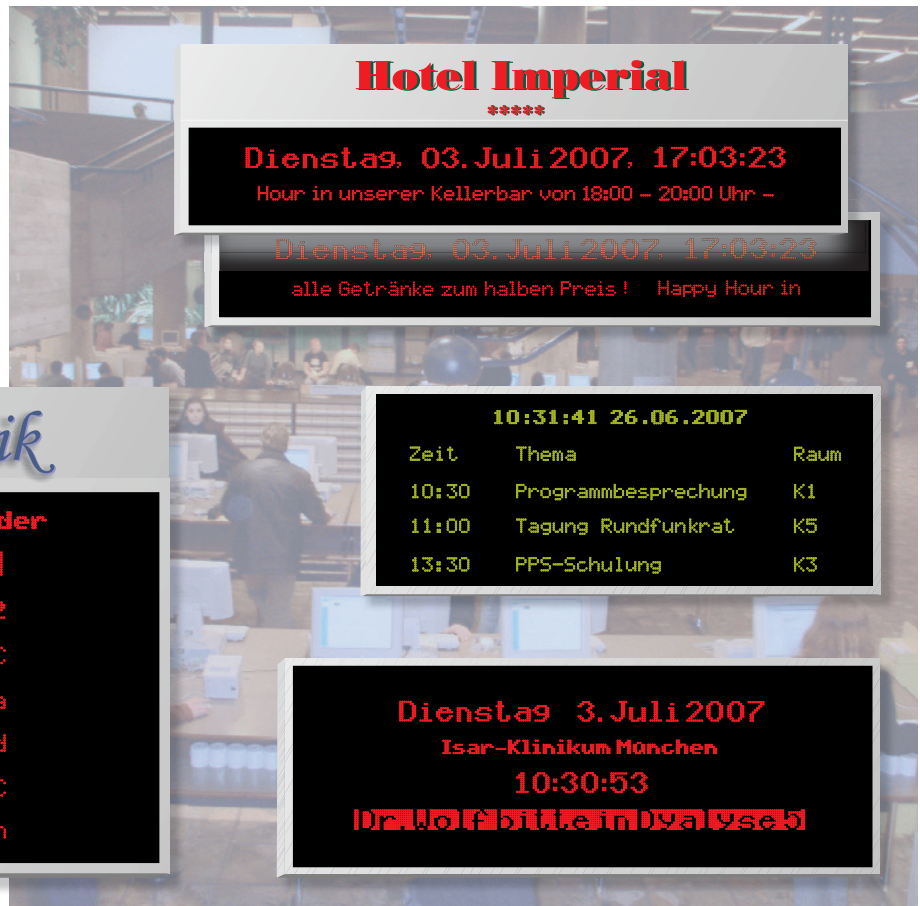 Hotel Imperial
*****
Dienstag, 03. Juli 2007, 17:03:23
Hour in unserer Kellerbar von 18:00 – 20:00 Uhr –
Dienstag, 03. Juli 2007, 17:03:23
alle Getränke zum halben Preis ! Happy Hour in
ik
der
e
a
d
n
10:31:41 26.06.2007
Zeit Thema Raum
10:30 Programmbesprechung K1
11:00 Tagung Rundfunkrat K5
13:30 PPS-Schulung K3
Dienstag 3. Juli 2007
Isar-Klinikum München
10:30:53
Dr. Wolf bitte in Dyalyse 5